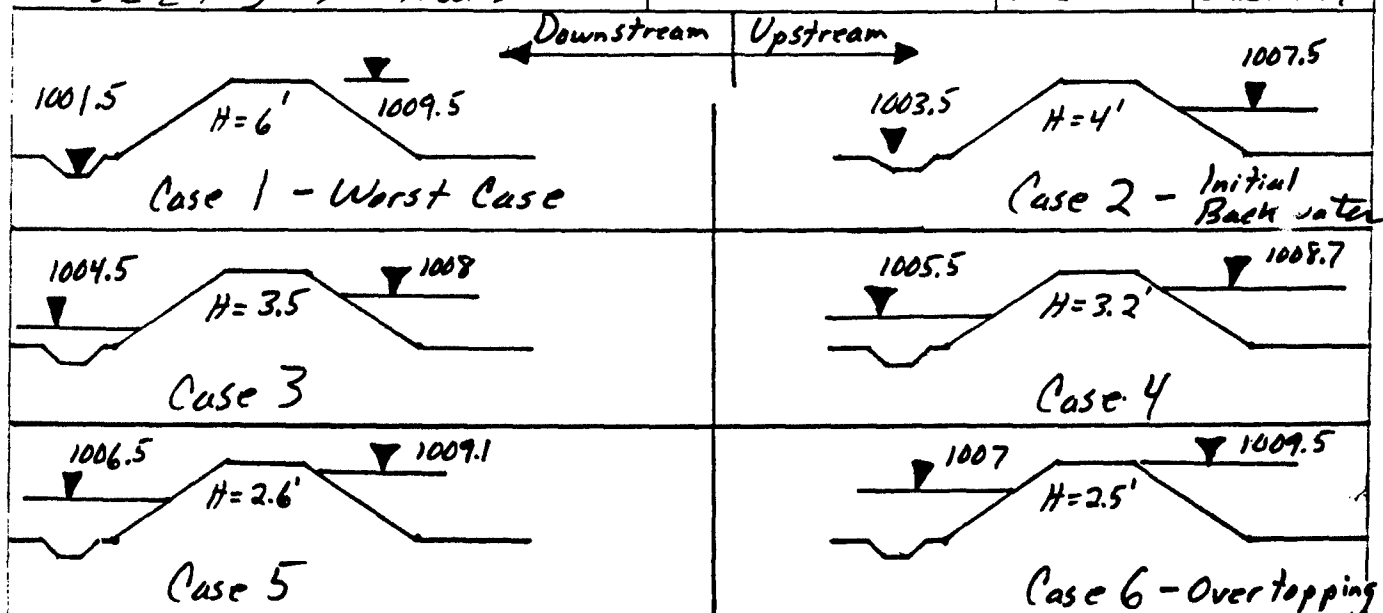 Downstream Upstream
1001.5 H=6' 1009.5
Case 1 - Worst Case
1003.5 H=4' 1007.5
Case 2 - Initial
Back water
1004.5 H=3.5 1008
Case 3
1005.5 H=3.2' 1008.7
Case 4
1006.5 H=2.6' 1009.1
Case 5
1007 H=2.5' 1009.5
Case 6 - Overtopping